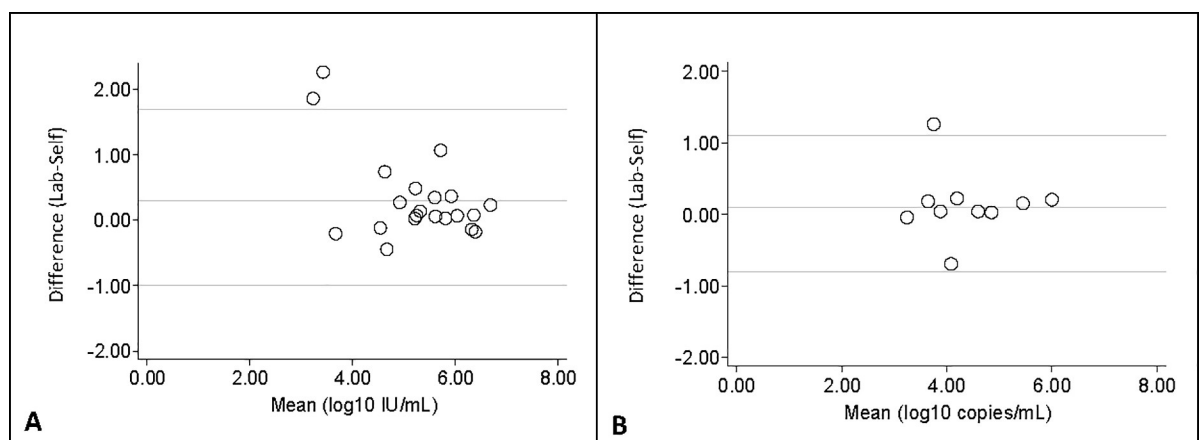 Difference (Lab-Self)
2.00
1.00
0.00
-1.00
-2.00
0.00 2.00 4.00 6.00 8.00
Mean (log10 IU/mL)
A
Difference (Lab-Self)
2.00
1.00
0.00
-1.00
-2.00
0.00 2.00 4.00 6.00 8.00
Mean (log10 copies/mL)
B